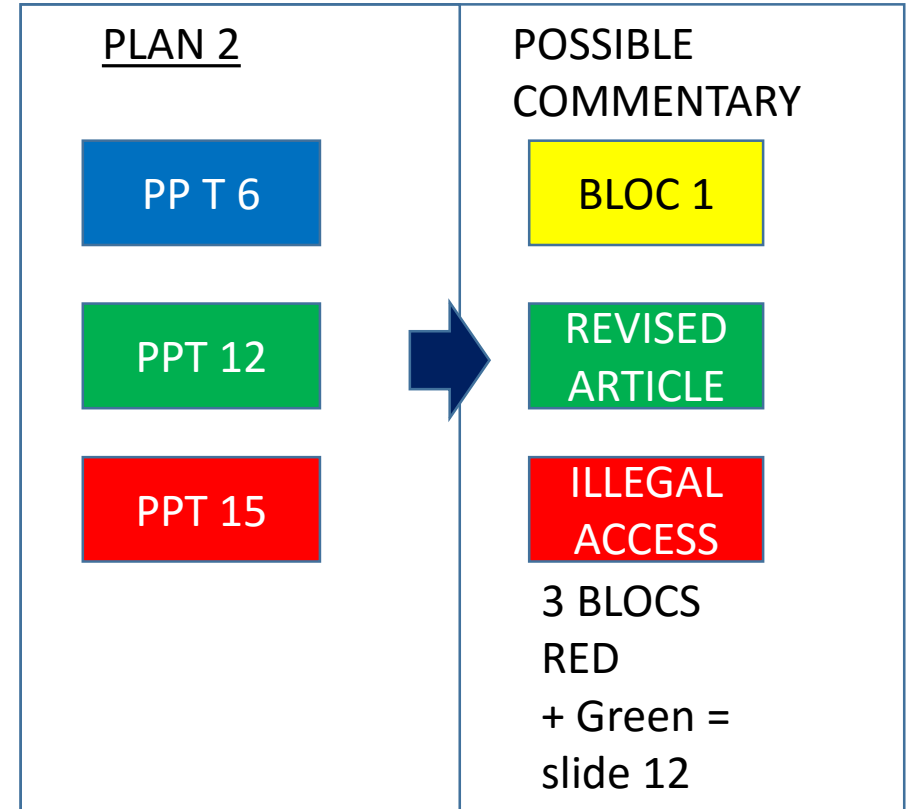 PLAN 2
PP T 6
PPT 12
PPT 15
POSSIBLE
COMMENTARY
BLOC 1
REVISED
ARTICLE
ILLEGAL
ACCESS
3 BLOCS
RED
+ Green =
slide 12